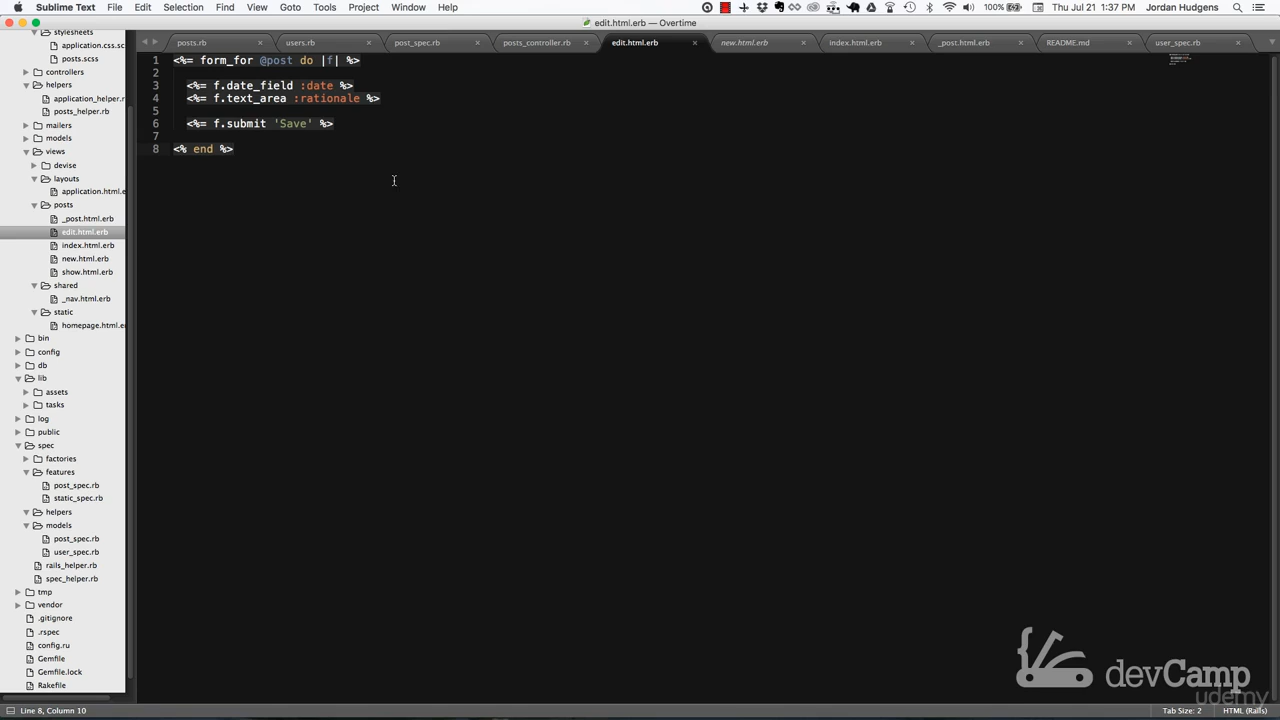 Sublime Text File Edit Selection Find View Goto Tools Project Window Help 100% Thu Jul 21 1:37 PM Jordan Hudgens
edit.html.erb — Overtime
posts.rb users.rb post_spec.rb posts_controller.rb edit.html.erb new.html.erb index.html.erb _post.html.erb README.md user_spec.rb
stylesheets
application.css.sc
posts.scss
controllers
helpers
application_helper.r
posts_helper.rb
mailers
models
views
devise
layouts
application.html.e
posts
_post.html.erb
edit.html.erb
index.html.erb
new.html.erb
show.html.erb
shared
_nav.html.erb
static
homepage.html.e
bin
config
db
lib
assets
tasks
log
public
spec
factories
features
post_spec.rb
static_spec.rb
helpers
models
post_spec.rb
user_spec.rb
rails_helper.rb
spec_helper.rb
tmp
vendor
.gitignore
.rspec
config.ru
Gemfile
Gemfile.lock
Rakefile
1 <%= form_for @post do |f| %>
2
3 <%= f.date_field :date %>
4 <%= f.text_area :rationale %>
5
6 <%= f.submit 'Save' %>
7
8 <% end %>
devCamp
udemy
Line 8, Column 10 Tab Size: 2 HTML (Rails)